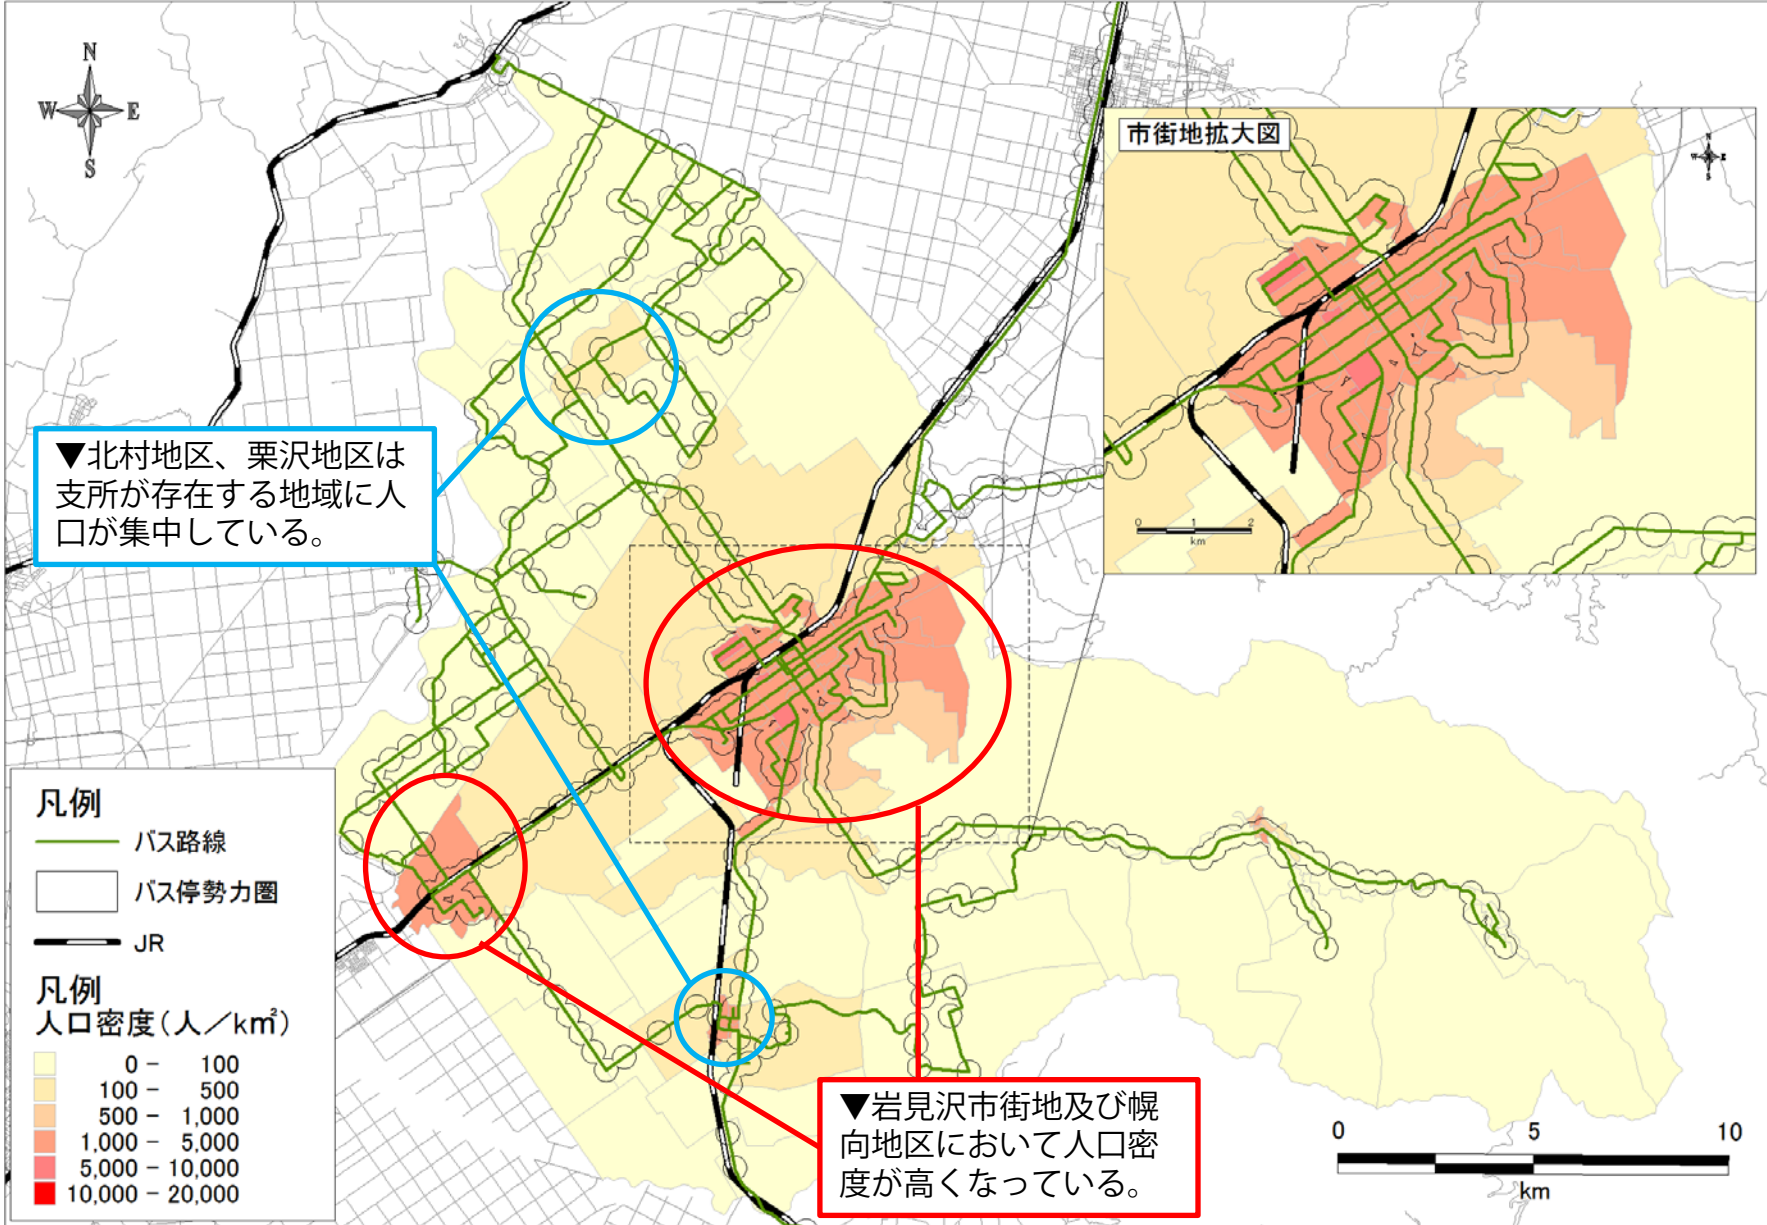 N
W E
S
市街地拡大図
N
W E
S
0 1 2
km
▼北村地区、栗沢地区は
支所が存在する地域に人
口が集中している。
凡例
バス路線
バス停勢力圏
JR
凡例
人口密度(人／km²)
0 − 100
100 − 500
500 − 1,000
1,000 − 5,000
5,000 − 10,000
10,000 − 20,000
▼岩見沢市街地及び幌
向地区において人口密
度が高くなっている。
0 5 10
km